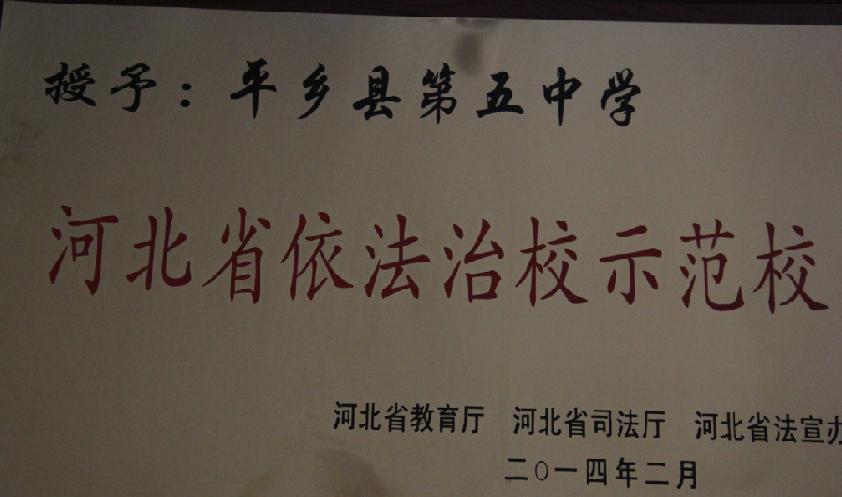 授予：平乡县第五中学
河北省依法治校示范校
河北省教育厅 河北省司法厅 河北省法宣办
二〇一四年二月